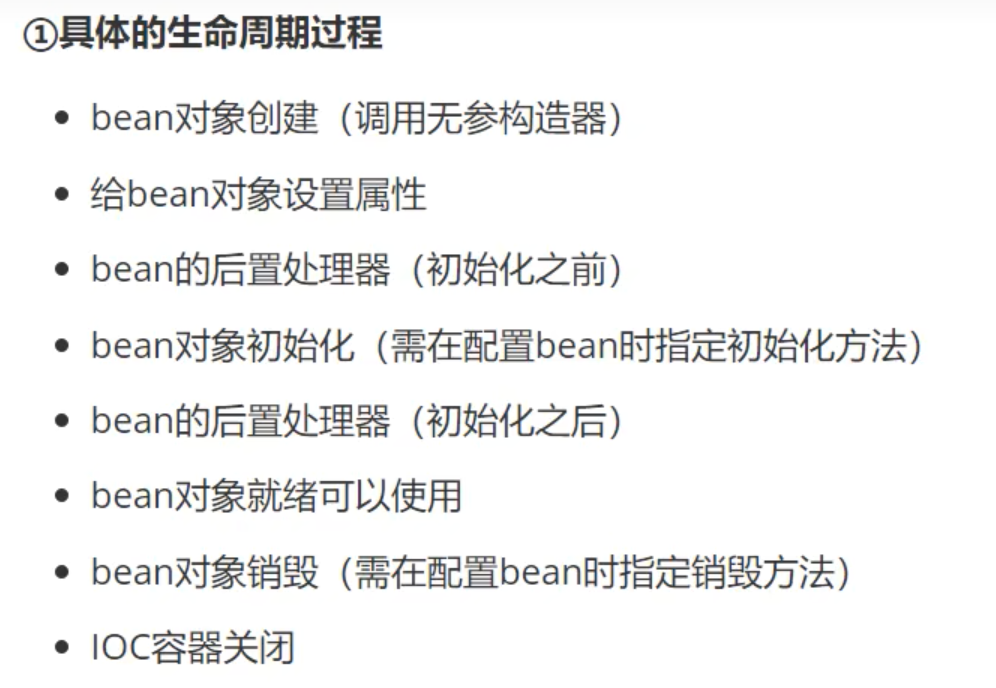 ①具体的生命周期过程
• bean对象创建（调用无参构造器）
• 给bean对象设置属性
• bean的后置处理器（初始化之前）
• bean对象初始化（需在配置bean时指定初始化方法）
• bean的后置处理器（初始化之后）
• bean对象就绪可以使用
• bean对象销毁（需在配置bean时指定销毁方法）
• IOC容器关闭